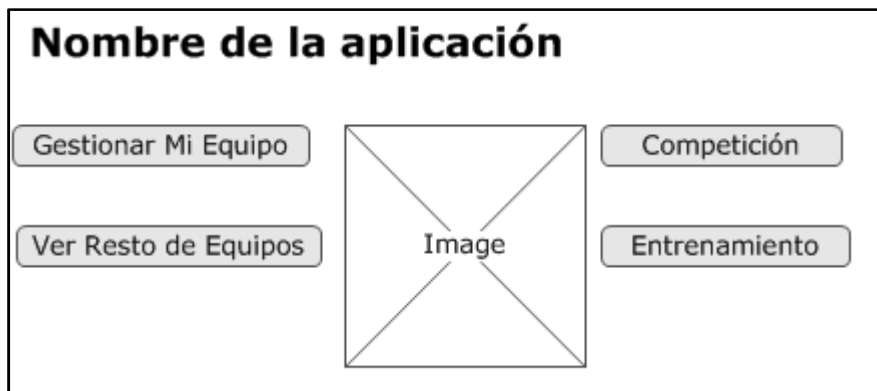 Nombre de la aplicación
Gestionar Mi Equipo
Competición
Image
Ver Resto de Equipos
Entrenamiento